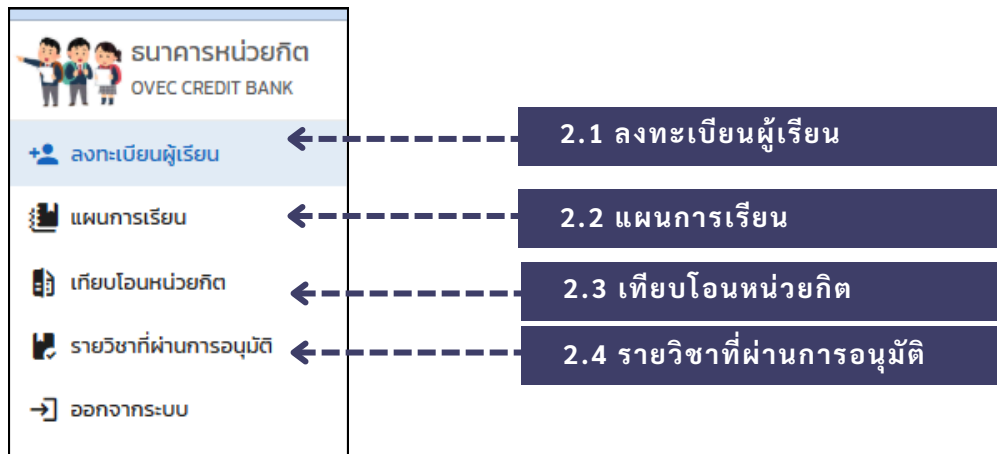 ธนาคารหน่วยกิต
OVEC CREDIT BANK
ลงทะเบียนผู้เรียน
2.1 ลงทะเบียนผู้เรียน
แผนการเรียน
2.2 แผนการเรียน
เทียบโอนหน่วยกิต
2.3 เทียบโอนหน่วยกิต
รายวิชาที่ผ่านการอนุมัติ
2.4 รายวิชาที่ผ่านการอนุมัติ
ออกจากระบบ